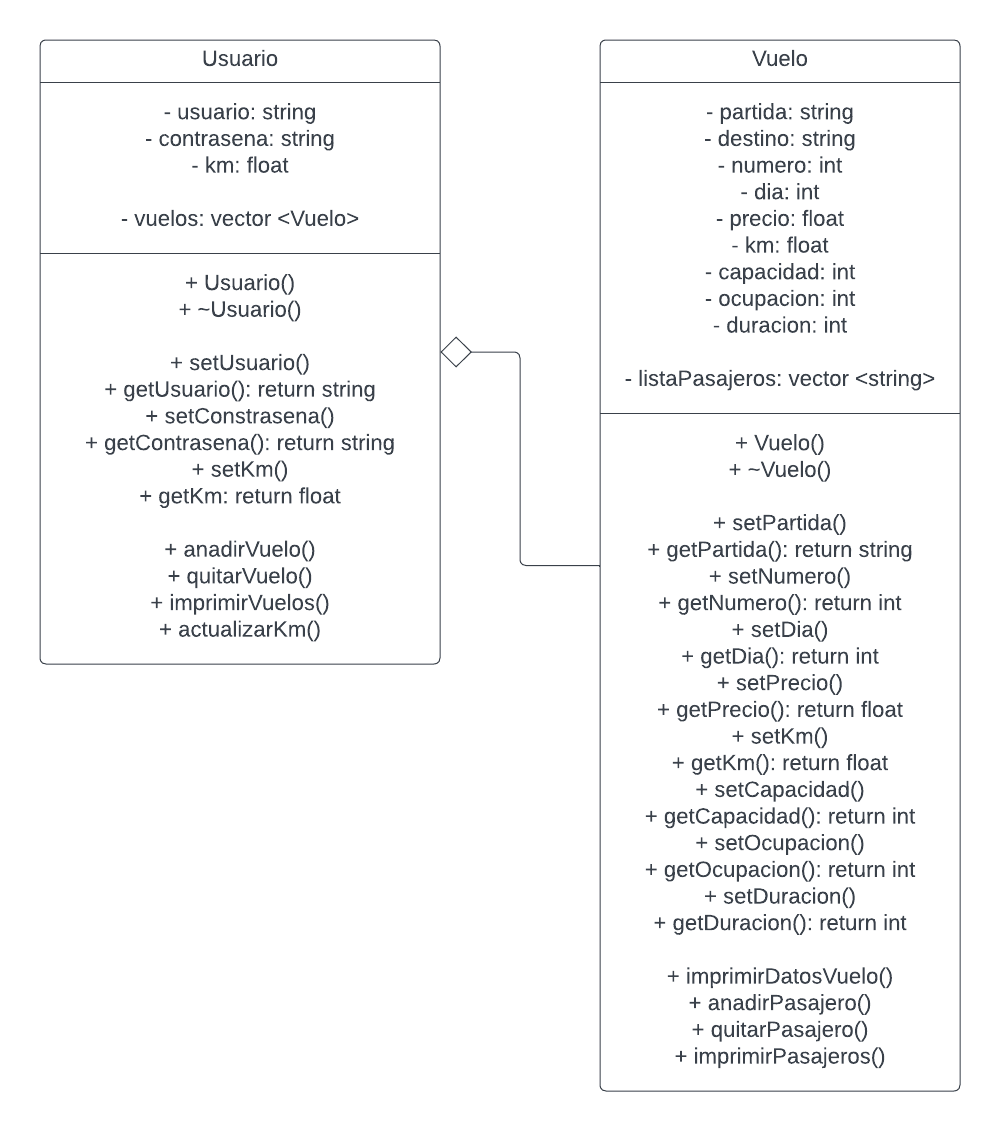 Usuario
- usuario: string
- contrasena: string
- km: float
- vuelos: vector <Vuelo>
+ Usuario()
+ ~Usuario()
+ setUsuario()
+ getUsuario(): return string
+ setConstrasena()
+ getContrasena(): return string
+ setKm()
+ getKm: return float
+ anadirVuelo()
+ quitarVuelo()
+ imprimirVuelos()
+ actualizarKm()
Vuelo
- partida: string
- destino: string
- numero: int
- dia: int
- precio: float
- km: float
- capacidad: int
- ocupacion: int
- duracion: int
- listaPasajeros: vector <string>
+ Vuelo()
+ ~Vuelo()
+ setPartida()
+ getPartida(): return string
+ setNumero()
+ getNumero(): return int
+ setDia()
+ getDia(): return int
+ setPrecio()
+ getPrecio(): return float
+ setKm()
+ getKm(): return float
+ setCapacidad()
+ getCapacidad(): return int
+ setOcupacion()
+ getOcupacion(): return int
+ setDuracion()
+ getDuracion(): return int
+ imprimirDatosVuelo()
+ anadirPasajero()
+ quitarPasajero()
+ imprimirPasajeros()